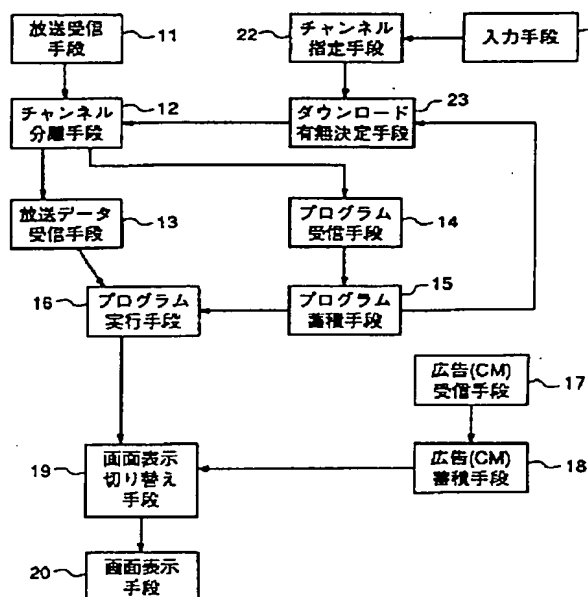 放送受信
手段
11
22
チャンネル
指定手段
入力手段
チャンネル
分離手段
12
ダウンロード
有無決定手段
23
放送データ
受信手段
13
プログラム
受信手段
14
16
プログラム
実行手段
プログラム
蓄積手段
15
広告(CM)
受信手段
17
19
画面表示
切り替え
手段
広告(CM)
蓄積手段
18
20
画面表示
手段